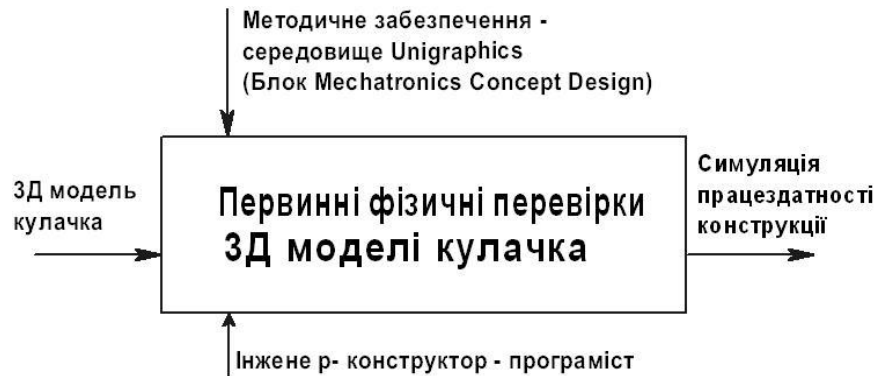 Методичне забезпечення -
середовище Unigraphics
(Блок Mechatronics Concept Design)
3Д модель
кулачка
Первинні фізичні перевірки
3Д моделі кулачка
Симуляція
працездатності
конструкції
Інжене р- конструктор - програміст